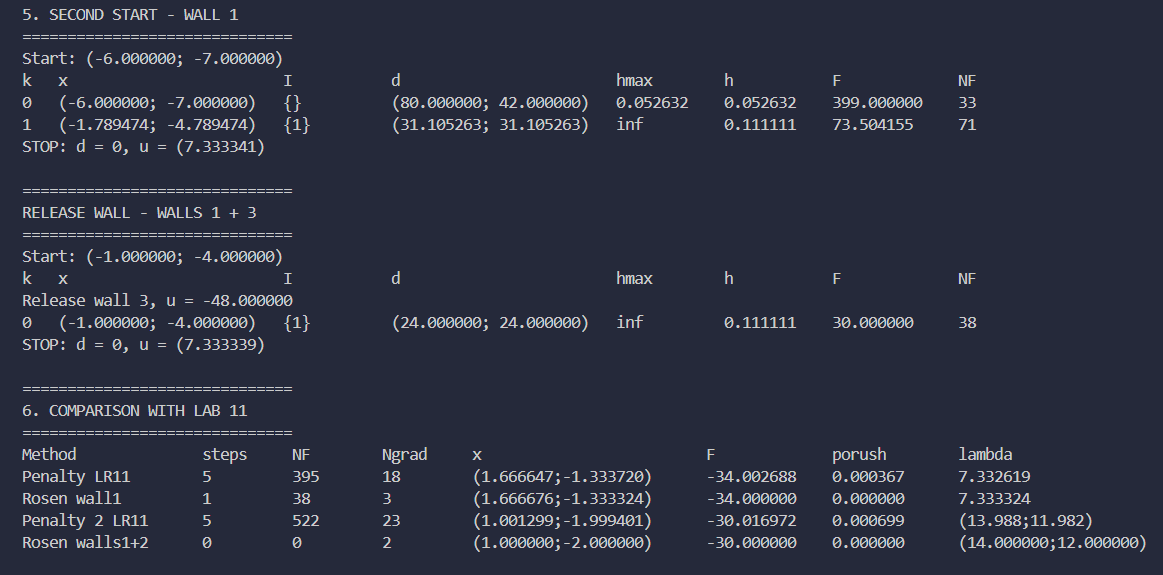 5. SECOND START - WALL 1
==============================
Start: (-6.000000; -7.000000)
k x I d hmax h F NF
0 (-6.000000; -7.000000) {} (80.000000; 42.000000) 0.052632 0.052632 399.000000 33
1 (-1.789474; -4.789474) {1} (31.105263; 31.105263) inf 0.111111 73.504155 71
STOP: d = 0, u = (7.333341)
==============================
RELEASE WALL - WALLS 1 + 3
==============================
Start: (-1.000000; -4.000000)
k x I d hmax h F NF
Release wall 3, u = -48.000000
0 (-1.000000; -4.000000) {1} (24.000000; 24.000000) inf 0.111111 30.000000 38
STOP: d = 0, u = (7.333339)
==============================
6. COMPARISON WITH LAB 11
==============================
Method steps NF Ngrad x F porush lambda
Penalty LR11 5 395 18 (1.666647;-1.333720) -34.002688 0.000367 7.332619
Rosen wall1 1 38 3 (1.666676;-1.333324) -34.000000 0.000000 7.333324
Penalty 2 LR11 5 522 23 (1.001299;-1.999401) -30.016972 0.000699 (13.988;11.982)
Rosen walls1+2 0 0 2 (1.000000;-2.000000) -30.000000 0.000000 (14.000000;12.000000)